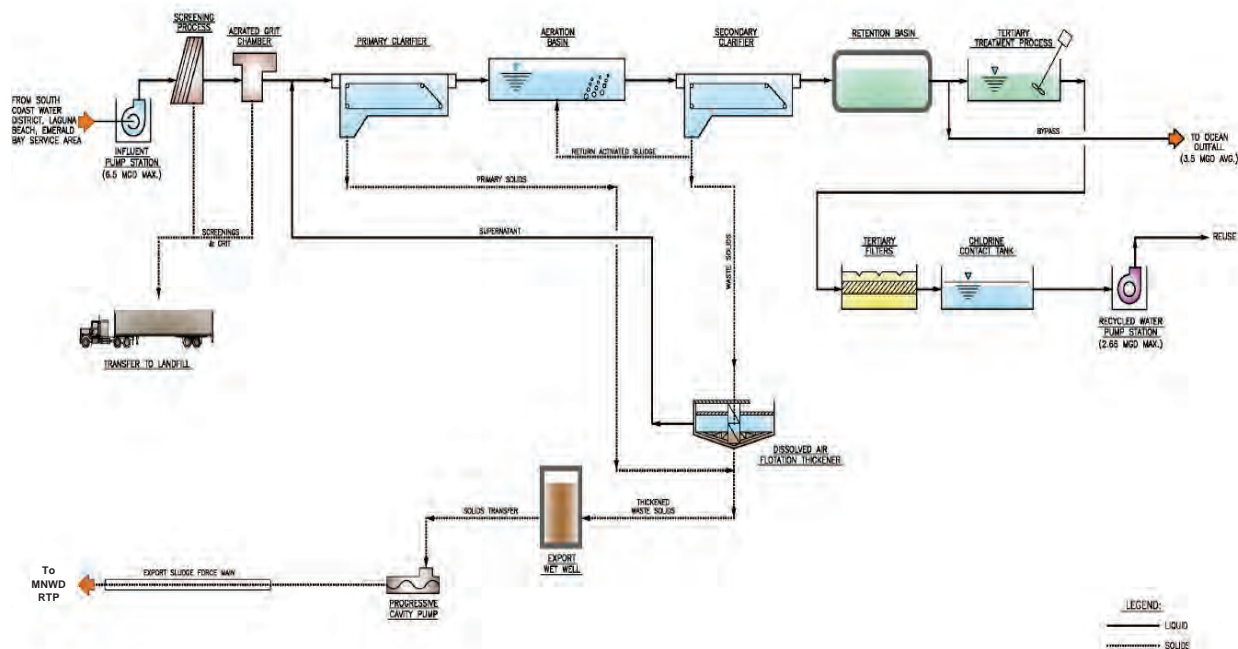 SCREENING
PROCESS
AERATED GRIT
CHAMBER
PRIMARY CLARIFIER
AERATION
BASIN
SECONDARY
CLARIFIER
RETENTION BASIN
TERTIARY
TREATMENT PROCESS
FROM SOUTH
COAST WATER
DISTRICT, LAGUNA
BEACH, EMERALD
BAY SERVICE AREA
INFLUENT
PUMP STATION
(6.5 MGD MAX.)
RETURN ACTIVATED SLUDGE
BYPASS
TO OCEAN
OUTFALL
(3.5 MGD AVG.)
PRIMARY SOLIDS
SCREENINGS
& GRIT
SUPERNATANT
WASTE SOLIDS
TERTIARY
FILTERS
CHLORINE
CONTACT TANK
REUSE
RECYCLED WATER
PUMP STATION
(2.66 MGD MAX.)
TRANSFER TO LANDFILL
DISSOLVED AIR
FLOTATION THICKENER
SOLIDS TRANSFER
THICKENED
WASTE SOLIDS
EXPORT
WET WELL
To
MNWD
RTP
EXPORT SLUDGE FORCE MAIN
PROGRESSIVE
CAVITY PUMP
LEGEND:
LIQUID
SOLIDS